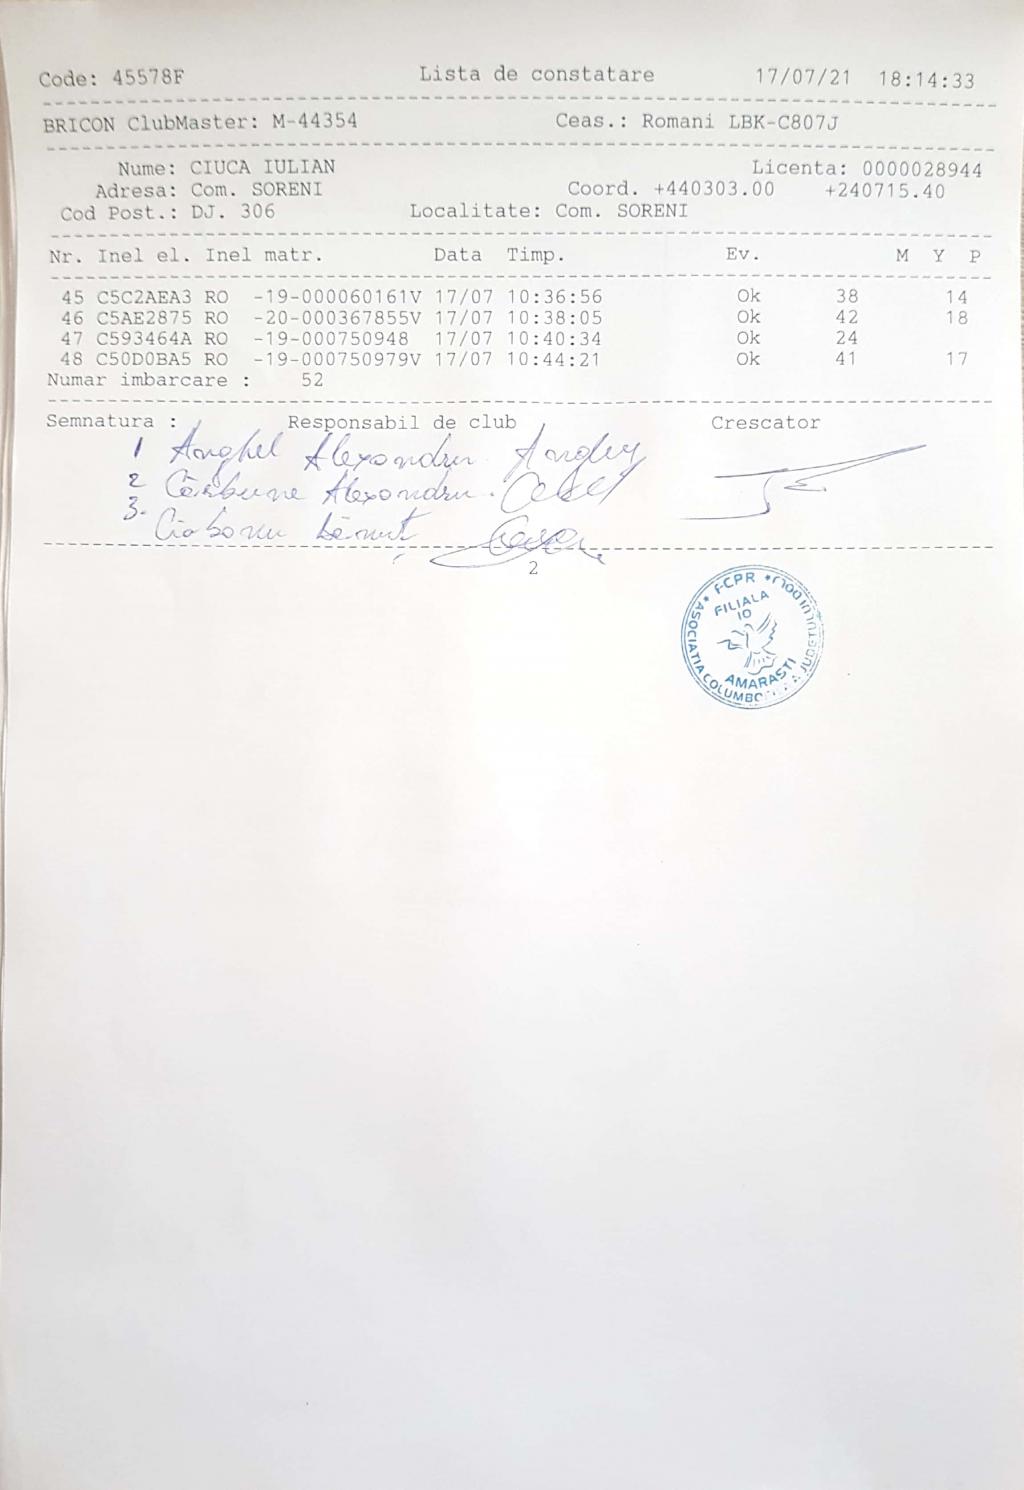 Code: 45578F Lista de constatare 17/07/21 18:14:33
BRICON ClubMaster: M-44354 Ceas.: Romani LBK-C807J
Nume: CIUCA IULIAN Licenta: 0000028944
Adresa: Com. SORENI Coord. +440303.00 +240715.40
Cod Post.: DJ. 306 Localitate: Com. SORENI
Nr. Inel el. Inel matr. Data Timp. Ev. M Y P
45 C5C2AEA3 RO -19-000060161V 17/07 10:36:56 Ok 38 14
46 C5AE2875 RO -20-000367855V 17/07 10:38:05 Ok 42 18
47 C593464A RO -19-000750948 17/07 10:40:34 Ok 24
48 C50D0BA5 RO -19-000750979V 17/07 10:44:21 Ok 41 17
Numar imbarcare : 52
Semnatura : Responsabil de club Crescator
1 Anghel Alexandru
2 Cărbune Alexandru
3.
2
F.C.P.R
FILIALA
10
AMARASTI
ASOCIATIA JUDETULUI DOLJ